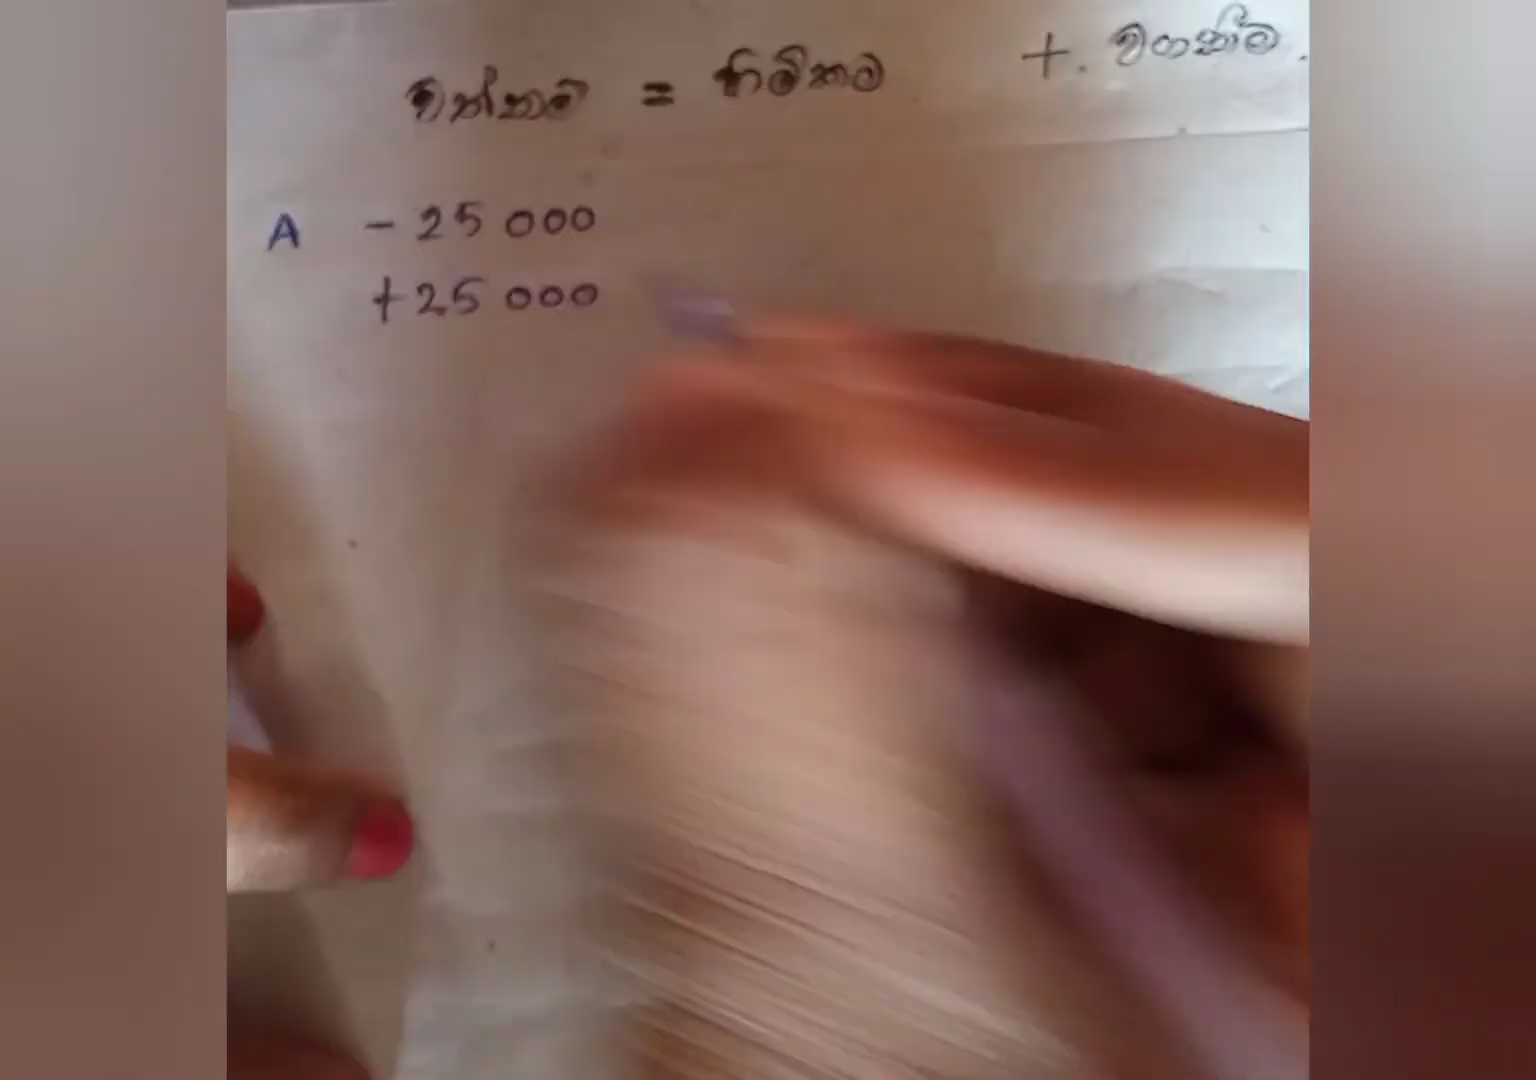 වත්කම් = හිමිකම් + වගකීම්.
A - 25 000
+ 25 000